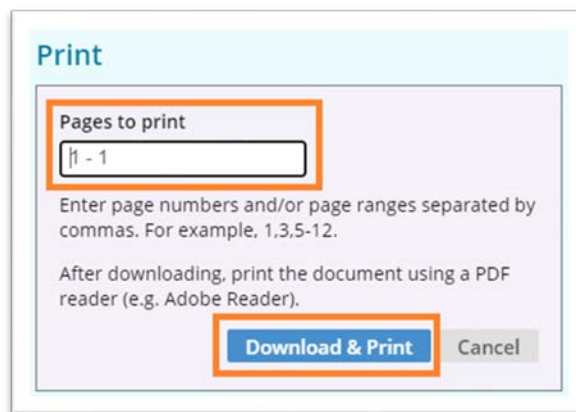 Print
Pages to print
1 - 1
Enter page numbers and/or page ranges separated by
commas. For example, 1,3,5-12.
After downloading, print the document using a PDF
reader (e.g. Adobe Reader).
Download & Print
Cancel